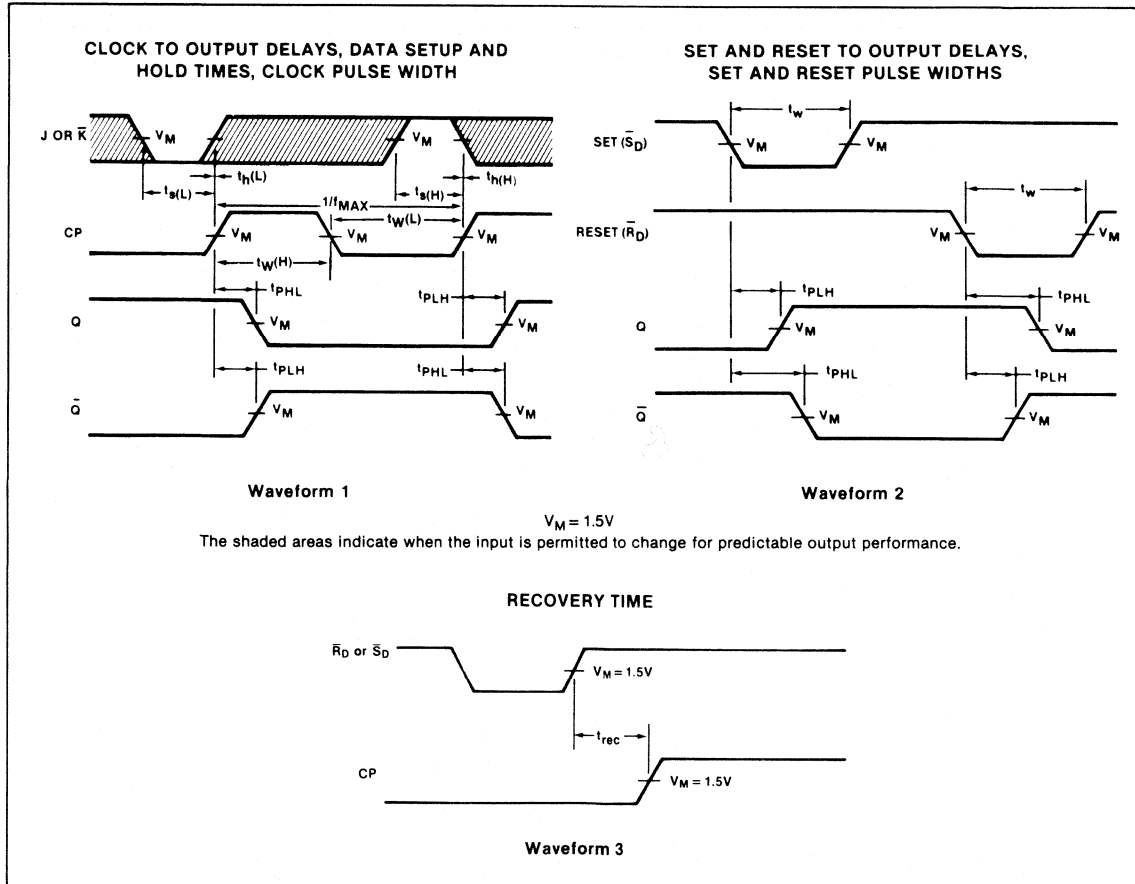 CLOCK TO OUTPUT DELAYS, DATA SETUP AND
HOLD TIMES, CLOCK PULSE WIDTH
J OR K̅
V_M
V_M
t_h(L)
t_s(L)
t_s(H)
t_h(H)
1/f_MAX
t_W(L)
CP
V_M
V_M
V_M
t_W(H)
t_PHL
t_PLH
Q
V_M
V_M
t_PLH
t_PHL
Q̅
V_M
V_M
Waveform 1
SET AND RESET TO OUTPUT DELAYS,
SET AND RESET PULSE WIDTHS
t_w
SET (S̅_D)
V_M
V_M
t_w
RESET (R̅_D)
V_M
V_M
t_PLH
t_PHL
Q
V_M
V_M
t_PHL
t_PLH
Q̅
V_M
V_M
Waveform 2
V_M = 1.5V
The shaded areas indicate when the input is permitted to change for predictable output performance.
RECOVERY TIME
R̅_D or S̅_D
V_M = 1.5V
t_rec
CP
V_M = 1.5V
Waveform 3